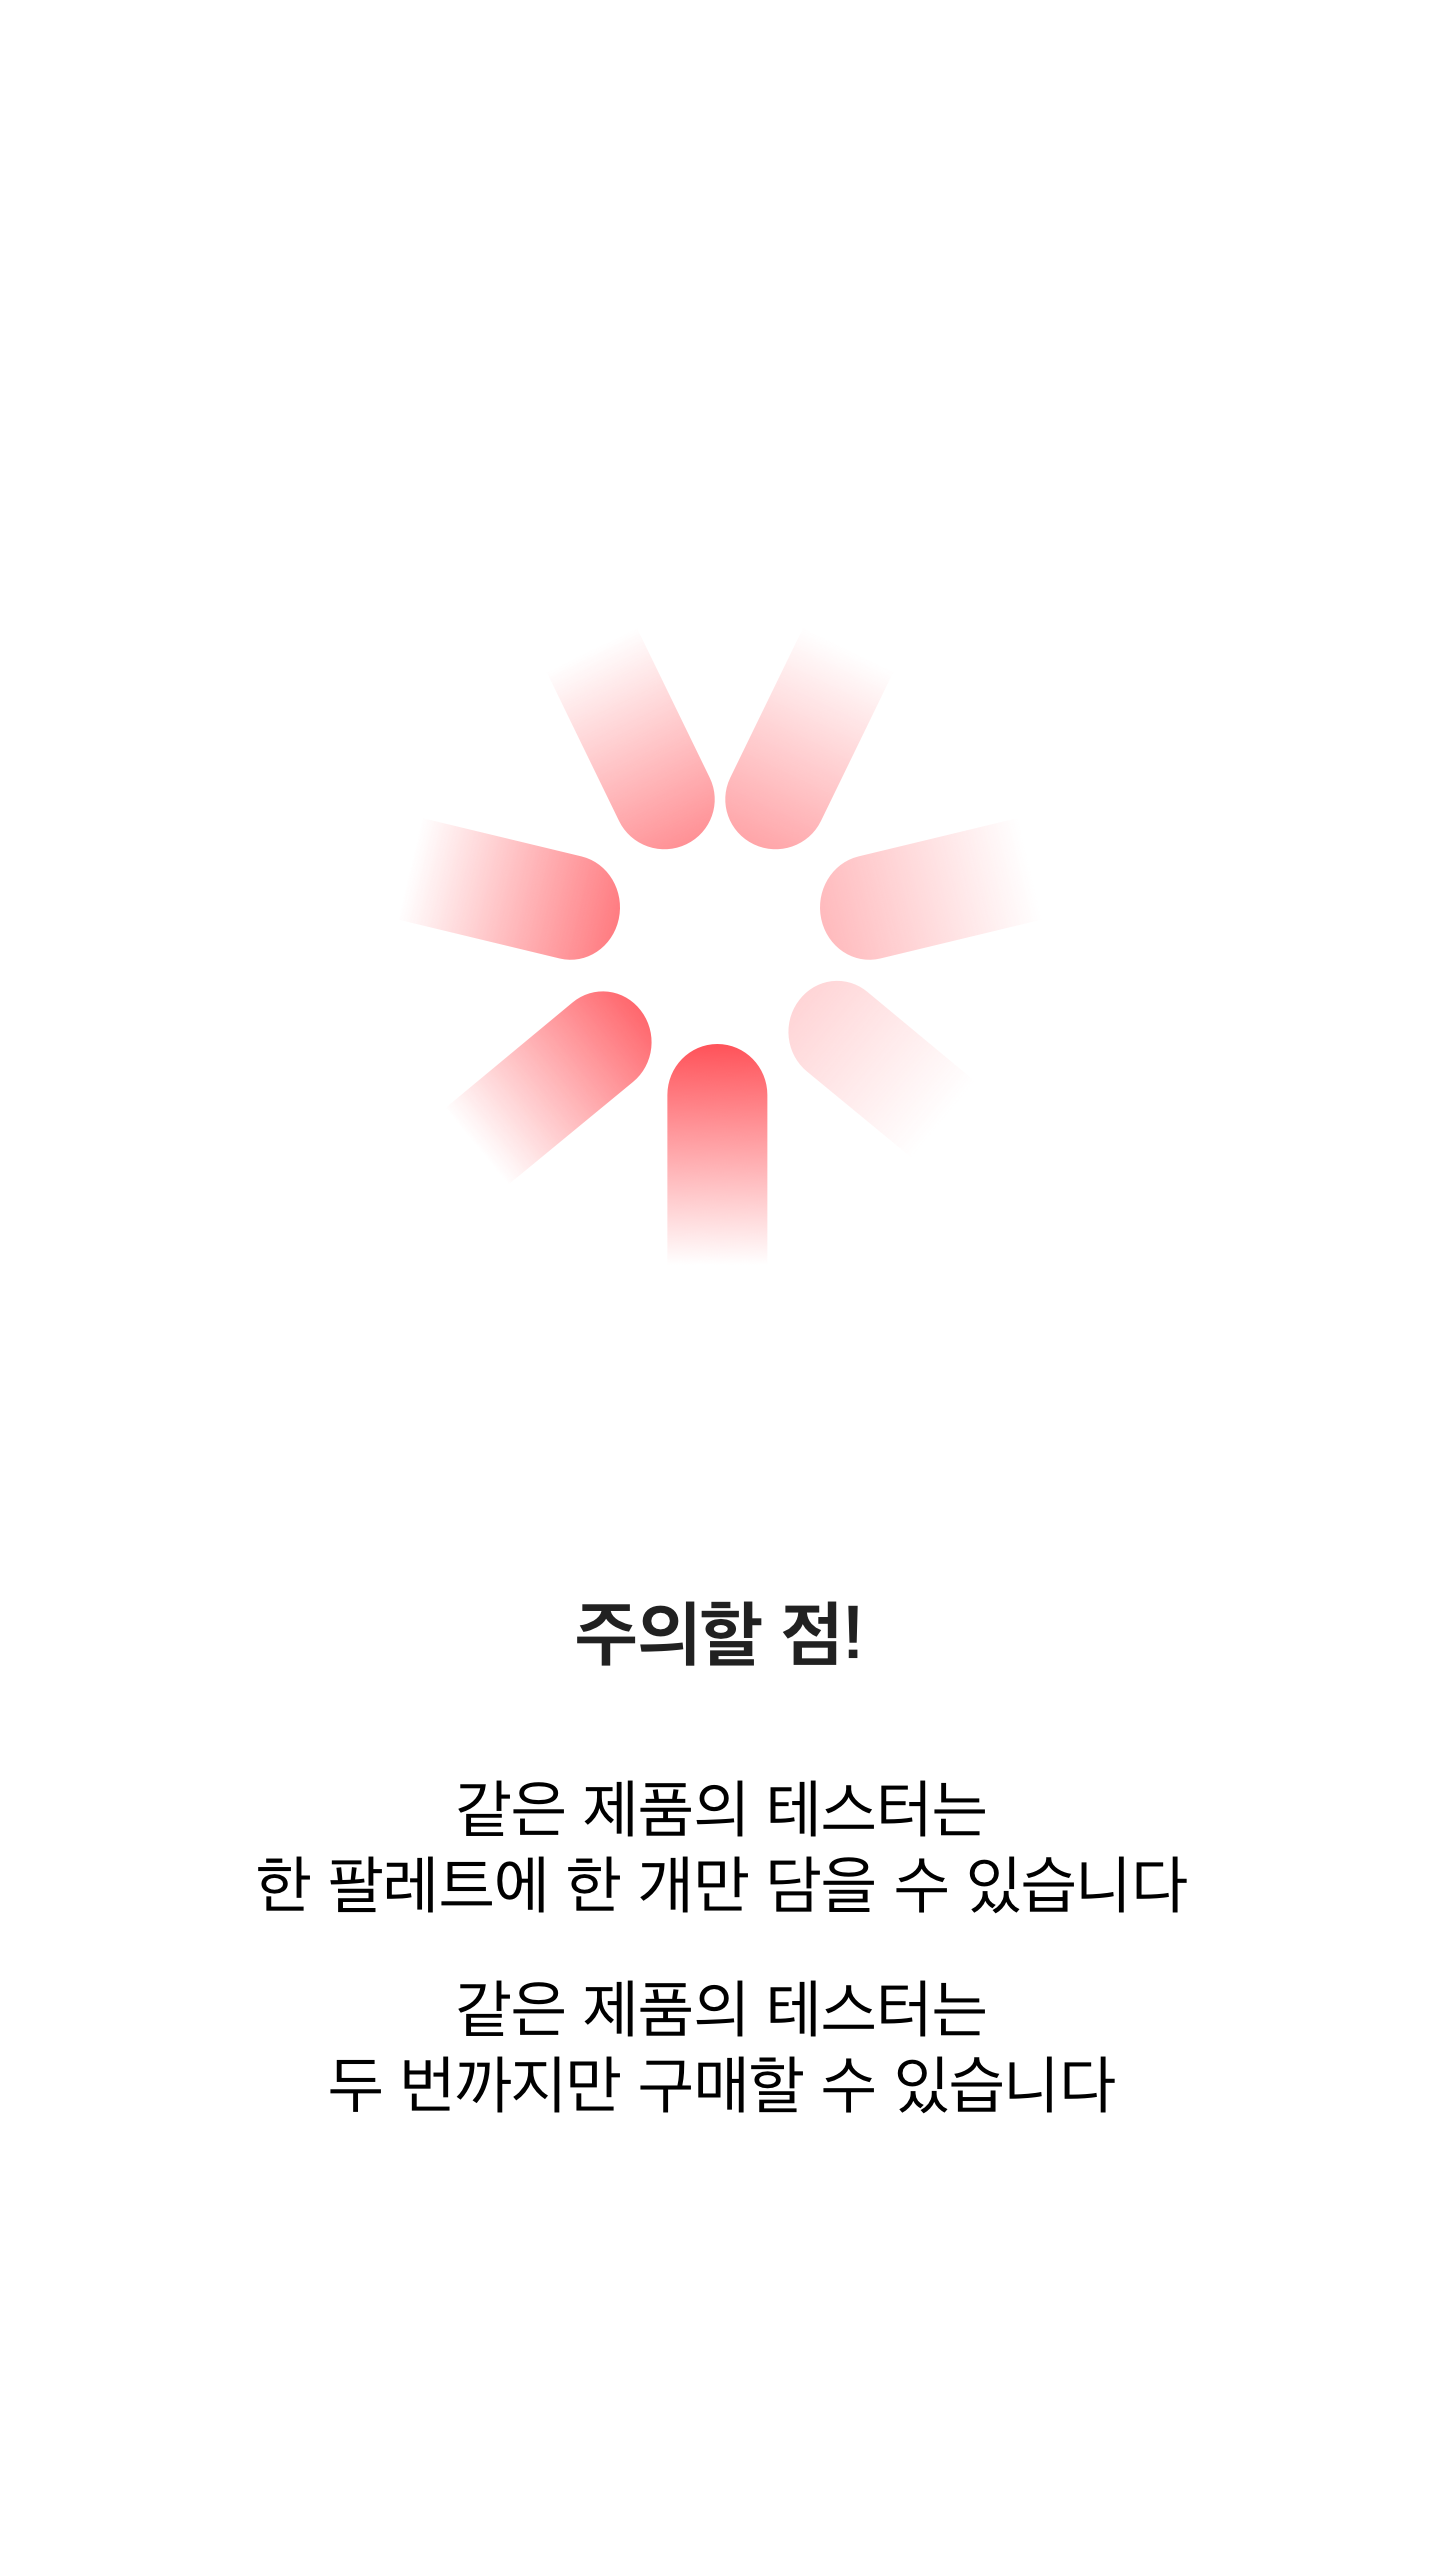 주의할 점!
같은 제품의 테스터는
한 팔레트에 한 개만 담을 수 있습니다
같은 제품의 테스터는
두 번까지만 구매할 수 있습니다